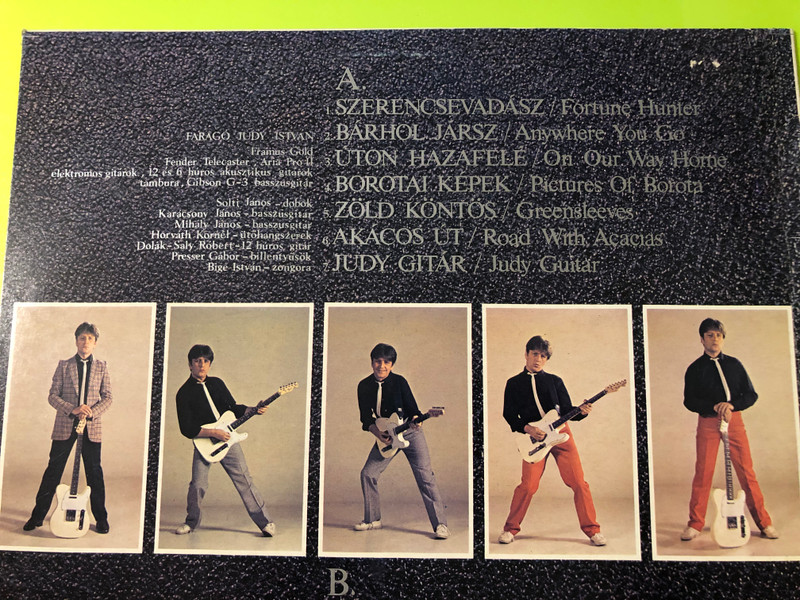 A.
1. SZERENCSEVADÁSZ / Fortune Hunter
2. BÁRHOL JÁRSZ / Anywhere You Go
3. ÚTON HAZAFELÉ / On Our Way Home
4. BOROTAI KÉPEK / Pictures Of Borota
5. ZÖLD KÖNTÖS / Greensleeves
6. AKÁCOS ÚT / Road With Açacias
7. JUDY GITÁR / Judy Guitár
FARAGÓ JUDY ISTVÁN
Framus Gold
Fender Telecaster, Aria Pro II
elektromos gitárok, 12 és 6 húros akusztikus gitárok
tambura, Gibson G-3 basszusgitár
Solti János - dobok
Karácsony János - basszusgitár
Mihály János - basszusgitár
Horváth Kornél - ütőhangszerek
Dolák-Saly Róbert - 12 húros gitár
Presser Gábor - billentyűsök
Bige István - zongora
B.